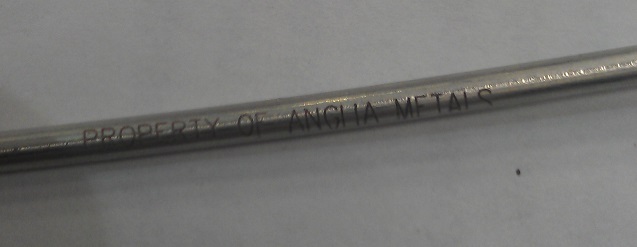 PROPERTY OF ANGLIA METALS